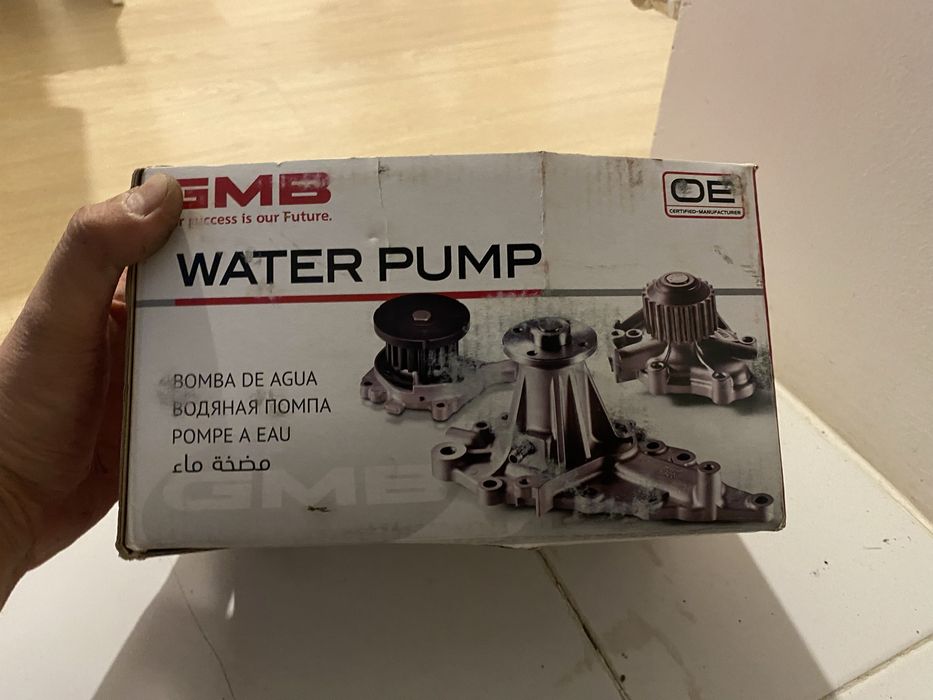 GMB
success is our Future.
OE
CERTIFIED-MANUFACTURER
WATER PUMP
BOMBA DE AGUA
ВОДЯНАЯ ПОМПА
POMPE A EAU
مضخة ماء
GMB